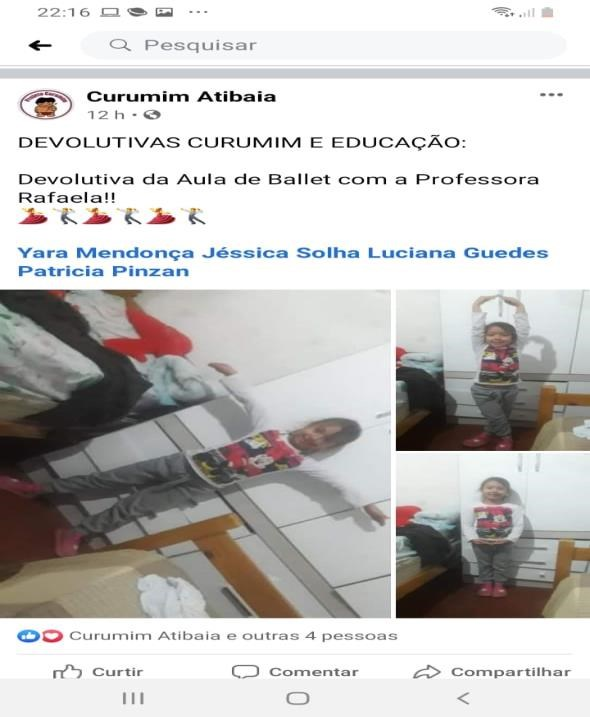 22:16
Pesquisar
Curumim Atibaia
12 h
DEVOLUTIVAS CURUMIM E EDUCAÇÃO:
Devolutiva da Aula de Ballet com a Professora
Rafaela!!
Yara Mendonça Jéssica Solha Luciana Guedes
Patricia Pinzan
Curumim Atibaia e outras 4 pessoas
Curtir Comentar Compartilhar